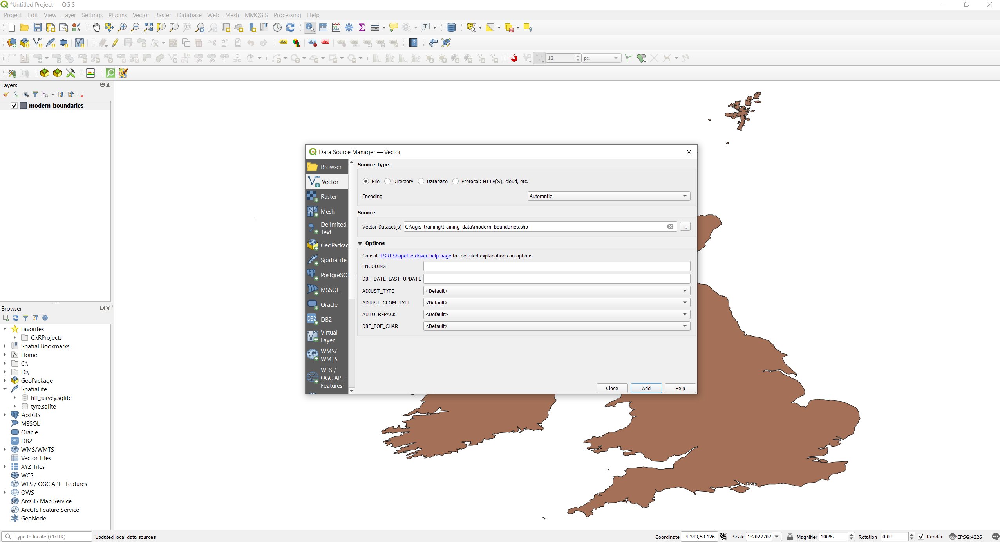 *Untitled Project — QGIS
Project Edit View Layer Settings Plugins Vector Raster Database Web Mesh MMQGIS Processing Help
12 px
Layers
modern_boundaries
Data Source Manager — Vector
Browser
Vector
Raster
Mesh
Delimited
Text
GeoPackag
SpatiaLite
PostgreSQ
MSSQL
Oracle
DB2
Virtual
Layer
WMS/
WMTS
WFS /
OGC API -
Features
Source Type
File Directory Database Protocol: HTTP(S), cloud, etc.
Encoding Automatic
Source
Vector Dataset(s) C:\qgis_training\training_data\modern_boundaries.shp ...
Options
Consult ESRI Shapefile driver help page for detailed explanations on options
ENCODING
DBF_DATE_LAST_UPDATE
ADJUST_TYPE <Default>
ADJUST_GEOM_TYPE <Default>
AUTO_REPACK <Default>
DBF_EOF_CHAR <Default>
Close Add Help
Browser
Favorites
C:\RProjects
Spatial Bookmarks
Home
C:\
D:\
GeoPackage
SpatiaLite
hff_survey.sqlite
tyre.sqlite
PostGIS
MSSQL
Oracle
DB2
WMS/WMTS
Vector Tiles
XYZ Tiles
WCS
WFS / OGC API - Features
OWS
ArcGIS Map Service
ArcGIS Feature Service
GeoNode
Type to locate (Ctrl+K) Updated local data sources Coordinate -4.343,58.126 Scale 1:2027707 Magnifier 100% Rotation 0.0 ° Render EPSG:4326